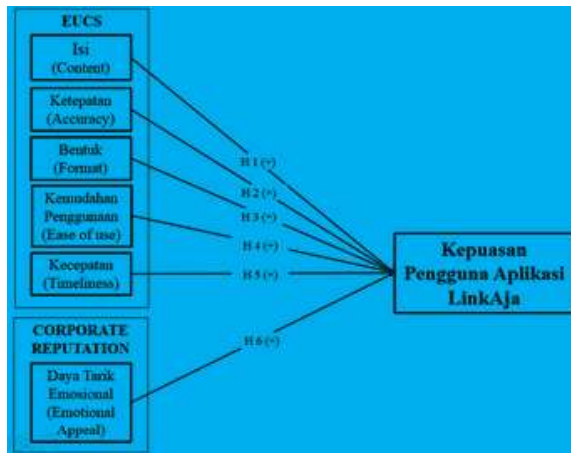 EUCS
Isi
(Content)
Ketepatan
(Accuracy)
Bentuk
(Format)
Kemudahan
Penggunaan
(Ease of use)
Kecepatan
(Timeliness)
H 1 (+)
H 2 (+)
H 3 (+)
H 4 (+)
H 5 (+)
H 6 (+)
Kepuasan
Pengguna Aplikasi
LinkAja
CORPORATE
REPUTATION
Daya Tarik
Emosional
(Emotional
Appeal)